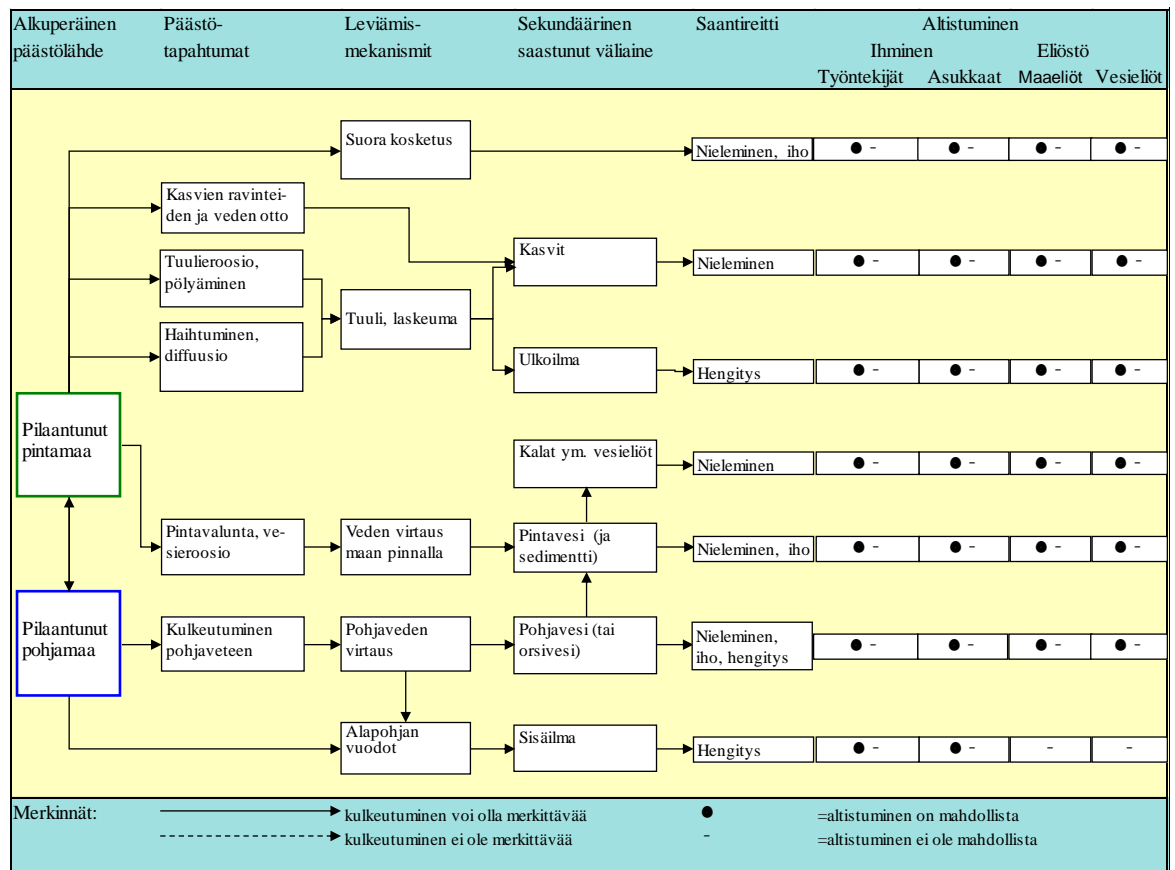 Alkuperäinen päästölähde
Päästö-
tapahtumat
Leviämis-
mekanismit
Sekundäärinen
saastunut väliaine
Saantireitti
Altistuminen
Ihminen
Eliöstö
Työntekijät
Asukkaat
Maaeliöt
Vesieliöt
Suora kosketus
Nieleminen, iho
● -
● -
● -
● -
Kasvien ravintei-
den ja veden otto
Tuulieroosio,
pölyäminen
Haihtuminen,
diffuusio
Tuuli, laskeuma
Kasvit
Nieleminen
● -
● -
● -
● -
Ulkoilma
Hengitys
● -
● -
● -
● -
Pilaantunut
pintamaa
Kalat ym. vesieliöt
Nieleminen
● -
● -
● -
● -
Pintavalunta, ve-
sieroosio
Veden virtaus
maan pinnalla
Pintavesi (ja
sedimentti)
Nieleminen, iho
● -
● -
● -
● -
Pilaantunut
pohjamaa
Kulkeutuminen
pohjaveteen
Pohjaveden
virtaus
Pohjavesi (tai
orsivesi)
Nieleminen,
iho, hengitys
● -
● -
● -
● -
Alapohjan
vuodot
Sisäilma
Hengitys
● -
● -
-
-
Merkinnät:
kulkeutuminen voi olla merkittävää
● =altistuminen on mahdollista
kulkeutuminen ei ole merkittävää
- =altistuminen ei ole mahdollista